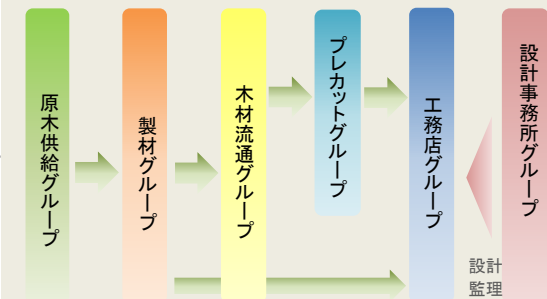 原木供給グループ
製材グループ
木材流通グループ
プレカットグループ
工務店グループ
設計事務所グループ
設計
監理